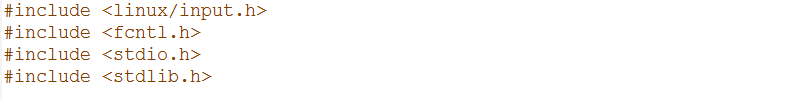 #include <linux/input.h>
#include <fcntl.h>
#include <stdio.h>
#include <stdlib.h>